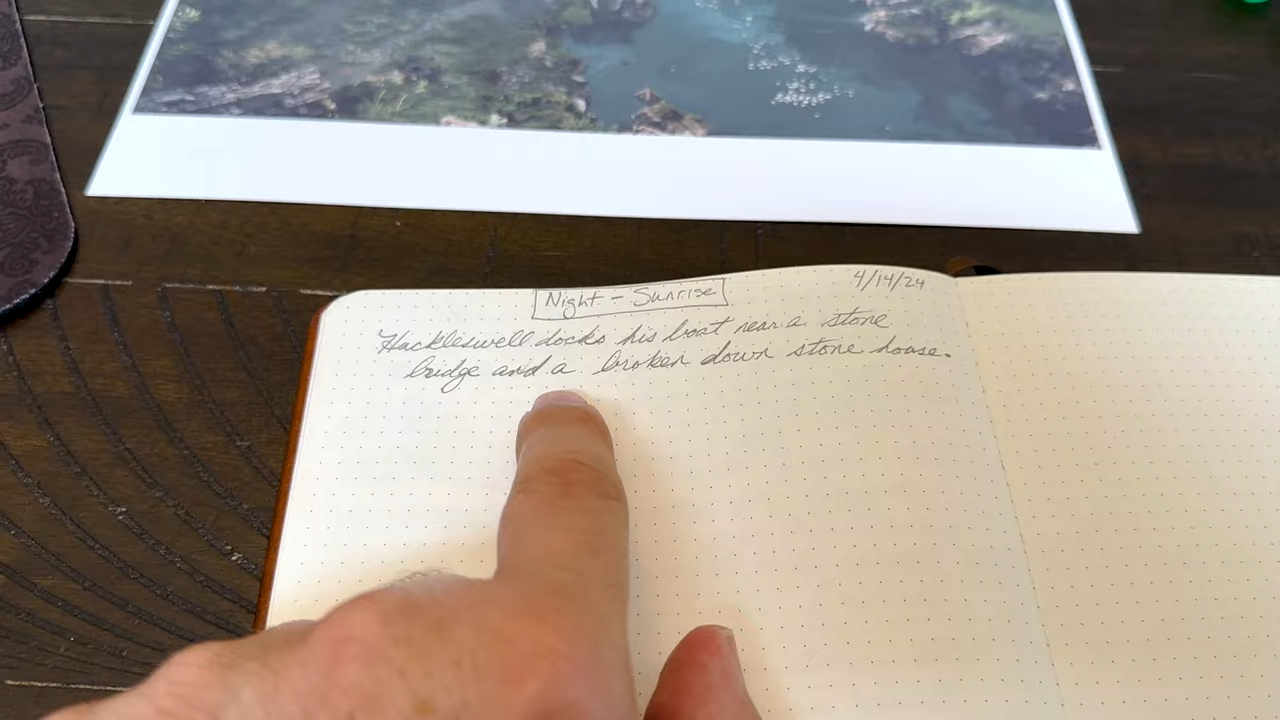 Night - Sunrise
4/14/24
Hackleswell docks his boat near a stone
bridge and a broken down stone house.